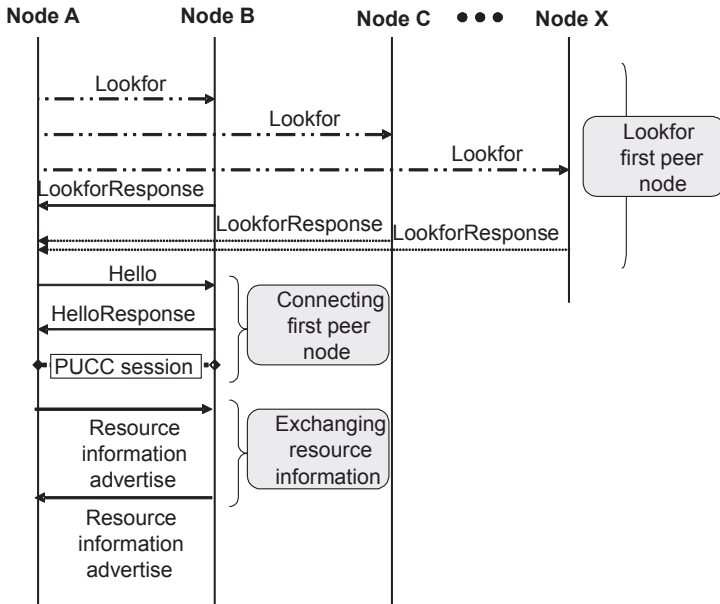 Node A
Node B
Node C
Node X
Lookfor
Lookfor
Lookfor
Lookfor
first peer
node
LookforResponse
LookforResponse
LookforResponse
Hello
HelloResponse
Connecting
first peer
node
PUCC session
Resource
information
advertise
Exchanging
resource
information
Resource
information
advertise